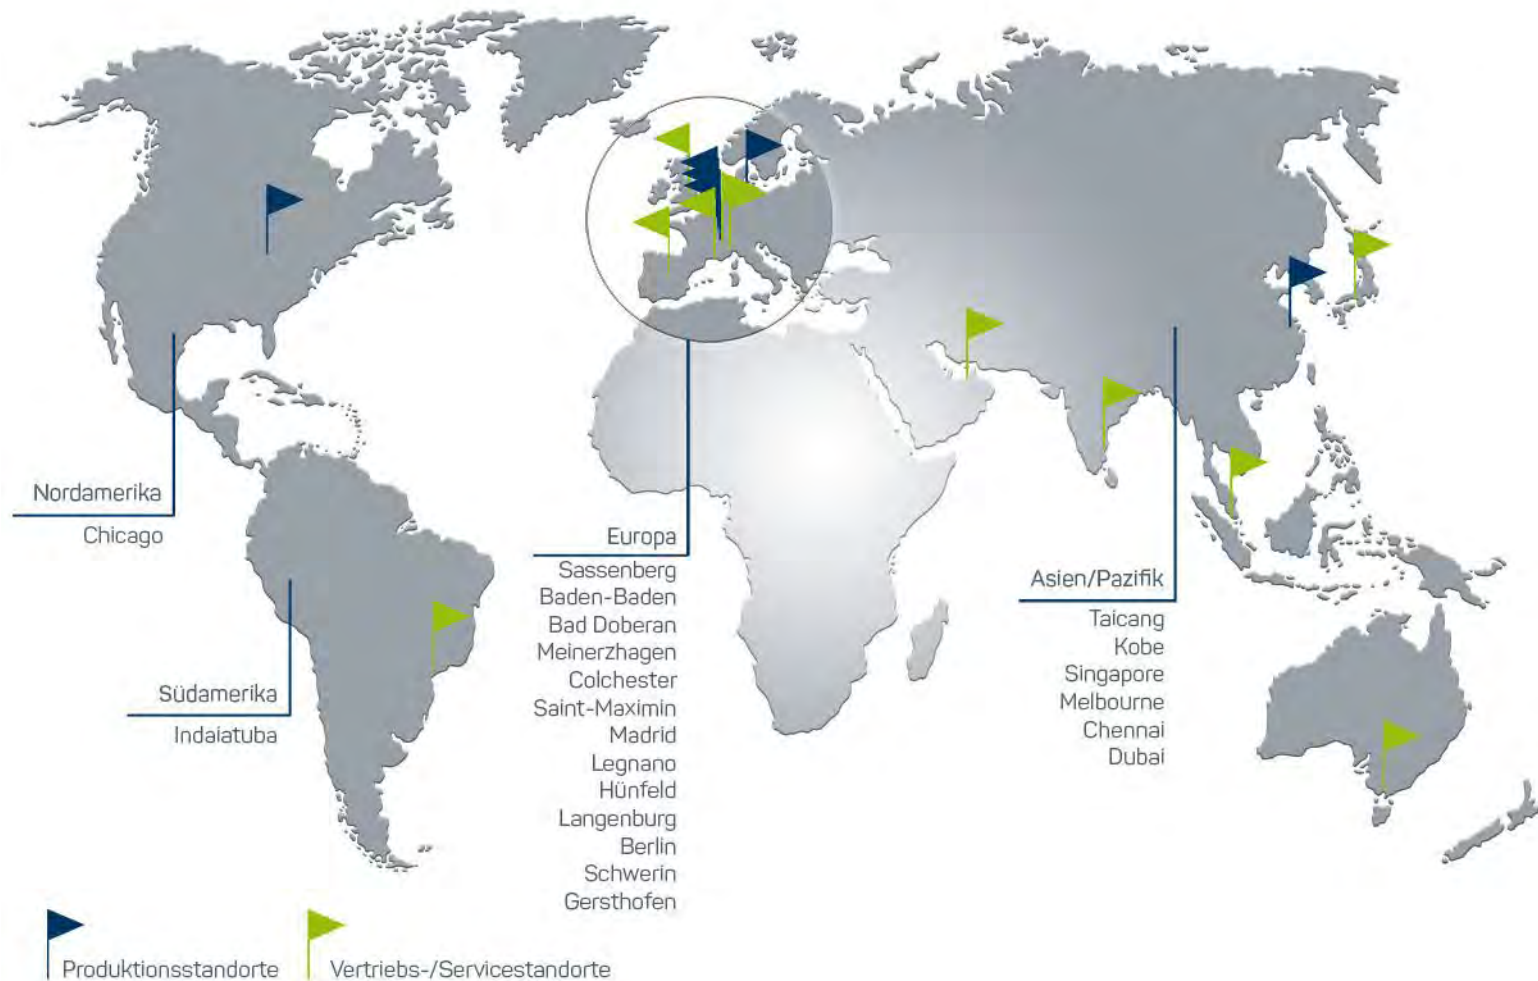 Nordamerika
Chicago
Südamerika
Indaiatuba
Europa
Sassenberg
Baden-Baden
Bad Doberan
Meinerzhagen
Colchester
Saint-Maximin
Madrid
Legnano
Hünfeld
Langenburg
Berlin
Schwerin
Gersthofen
Asien/Pazifik
Taicang
Kobe
Singapore
Melbourne
Chennai
Dubai
Produktionsstandorte
Vertriebs-/Servicestandorte